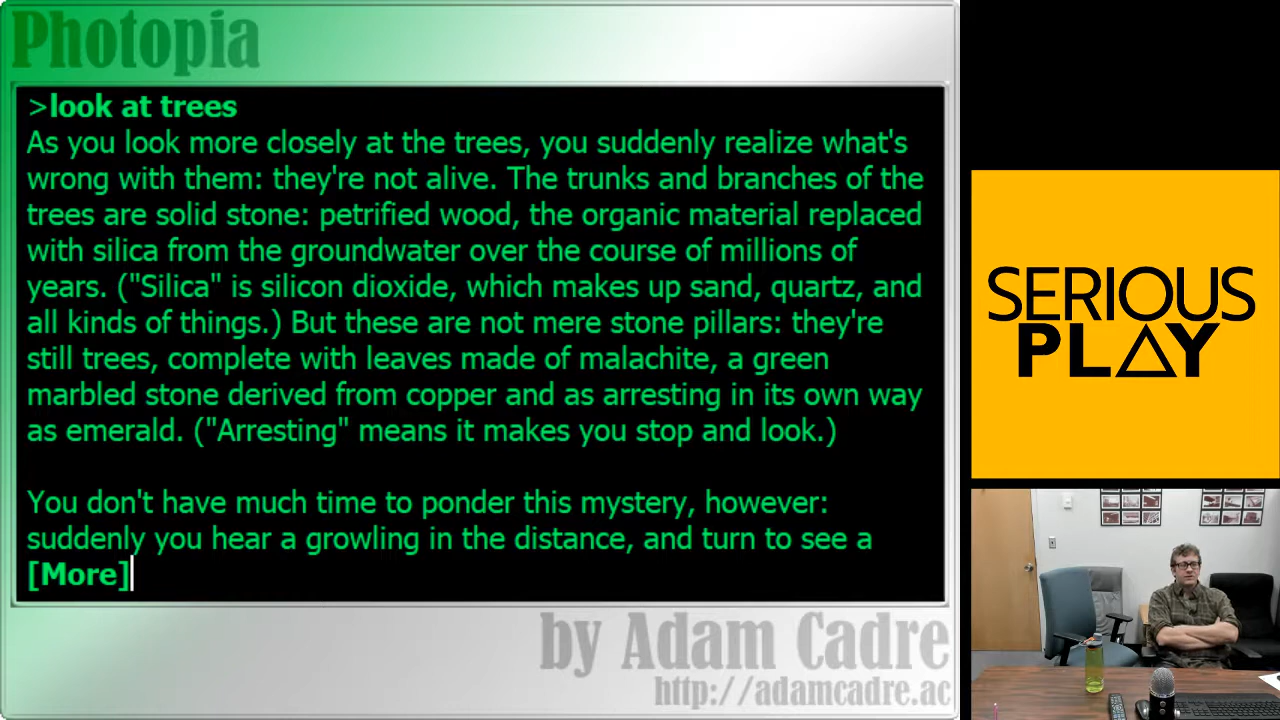 Photopia
>look at trees
As you look more closely at the trees, you suddenly realize what's
wrong with them: they're not alive. The trunks and branches of the
trees are solid stone: petrified wood, the organic material replaced
with silica from the groundwater over the course of millions of
years. ("Silica" is silicon dioxide, which makes up sand, quartz, and
all kinds of things.) But these are not mere stone pillars: they're
still trees, complete with leaves made of malachite, a green
marbled stone derived from copper and as arresting in its own way
as emerald. ("Arresting" means it makes you stop and look.)
You don't have much time to ponder this mystery, however:
suddenly you hear a growling in the distance, and turn to see a
[More]
by Adam Cadre
http://adamcadre.ac
SERIOUS
PLAY